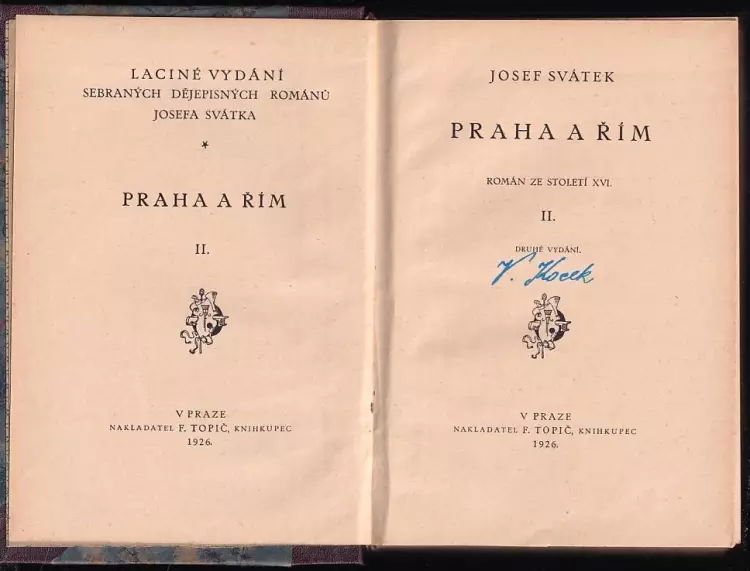 LACINÉ VYDÁNÍ
SEBRANÝCH DĚJEPISNÝCH ROMÁNŮ
JOSEFA SVÁTKA
PRAHA A ŘÍM
II.
V PRAZE
NAKLADATEL F. TOPIČ, KNIHKUPEC
1926.
JOSEF SVÁTEK
PRAHA A ŘÍM
ROMÁN ZE STOLETÍ XVI.
II.
DRUHÉ VYDÁNÍ.
V. Kocek
V PRAZE
NAKLADATEL F. TOPIČ, KNIHKUPEC
1926.